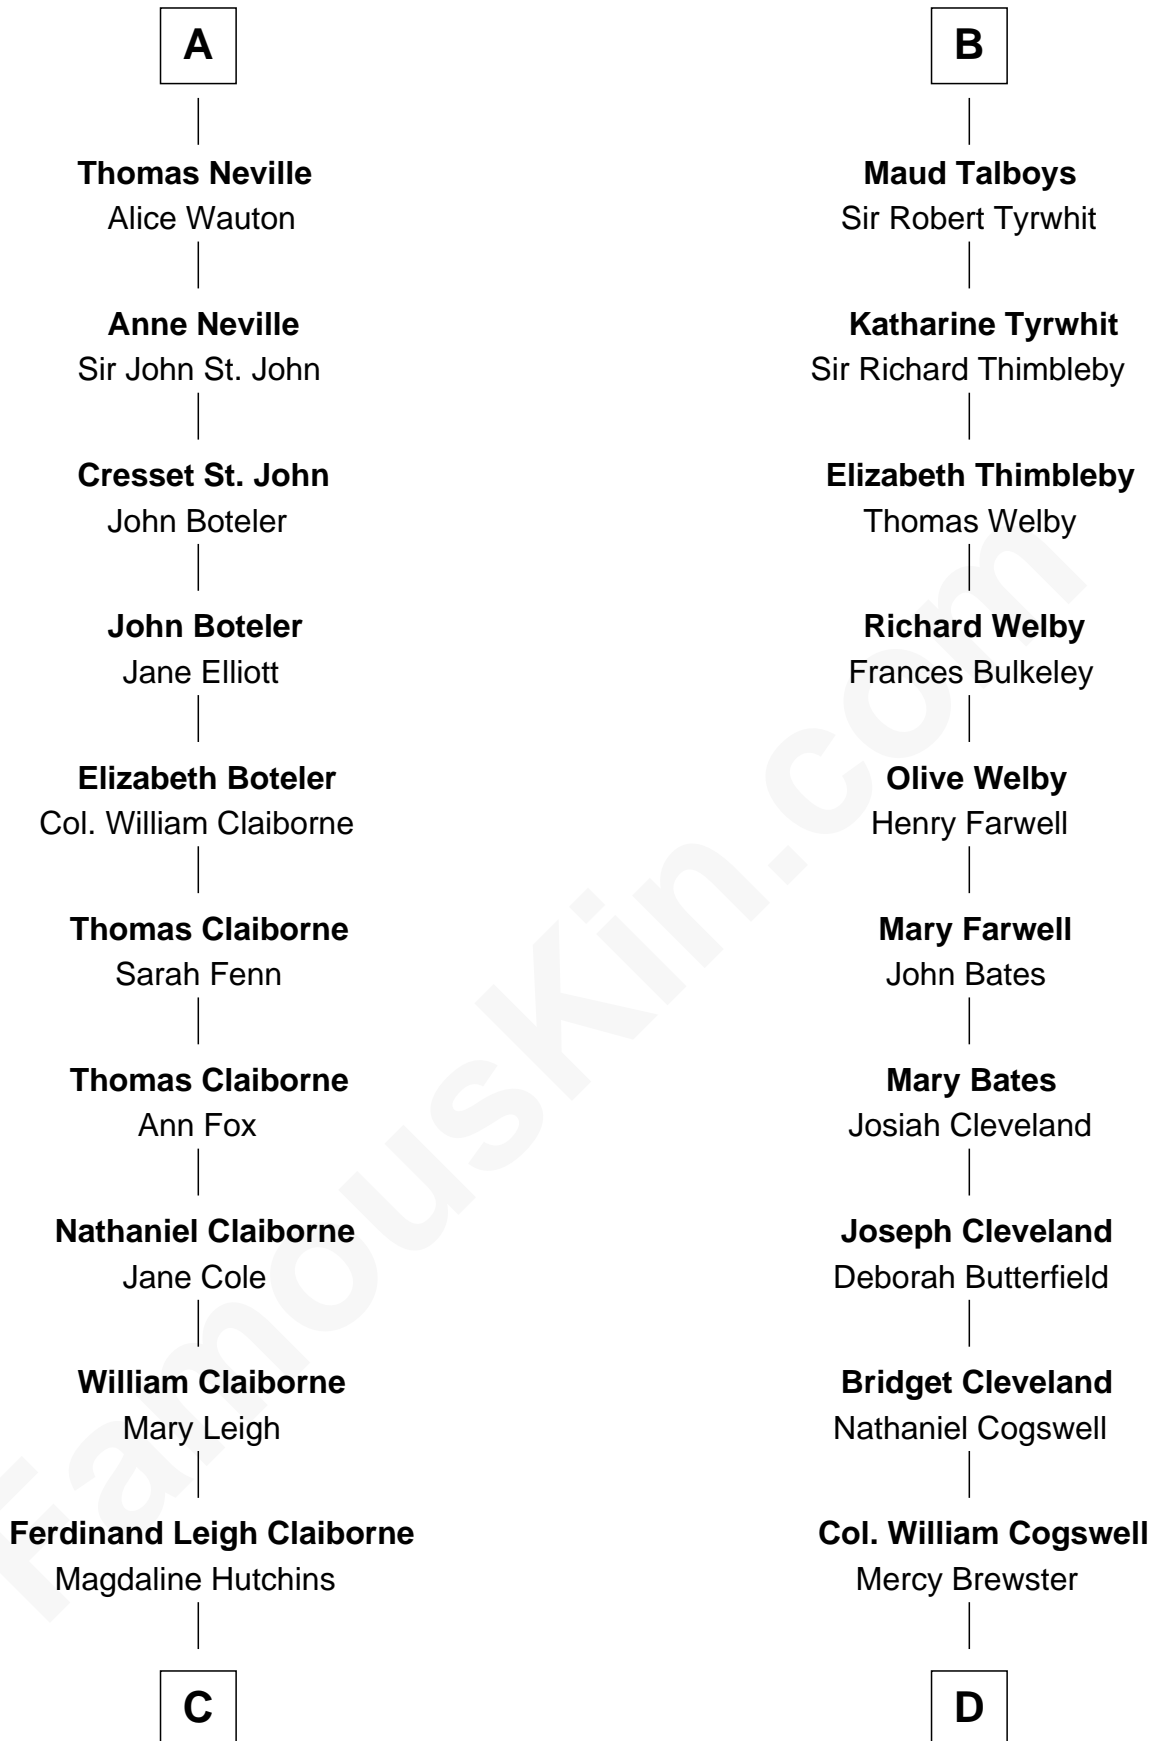 A
Thomas Neville
Alice Wauton
Anne Neville
Sir John St. John
Cresset St. John
John Boteler
John Boteler
Jane Elliott
Elizabeth Boteler
Col. William Claiborne
Thomas Claiborne
Sarah Fenn
Thomas Claiborne
Ann Fox
Nathaniel Claiborne
Jane Cole
William Claiborne
Mary Leigh
Ferdinand Leigh Claiborne
Magdaline Hutchins
C
B
Maud Talboys
Sir Robert Tyrwhit
Katharine Tyrwhit
Sir Richard Thimbleby
Elizabeth Thimbleby
Thomas Welby
Richard Welby
Frances Bulkeley
Olive Welby
Henry Farwell
Mary Farwell
John Bates
Mary Bates
Josiah Cleveland
Joseph Cleveland
Deborah Butterfield
Bridget Cleveland
Nathaniel Cogswell
Col. William Cogswell
Mercy Brewster
D
FamousKin.com